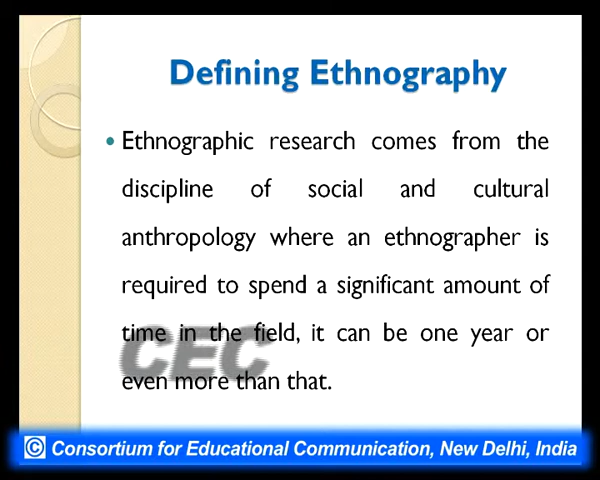 Defining Ethnography
• Ethnographic research comes from the
discipline of social and cultural
anthropology where an ethnographer is
required to spend a significant amount of
time in the field, it can be one year or
even more than that.
CEC
© Consortium for Educational Communication, New Delhi, India